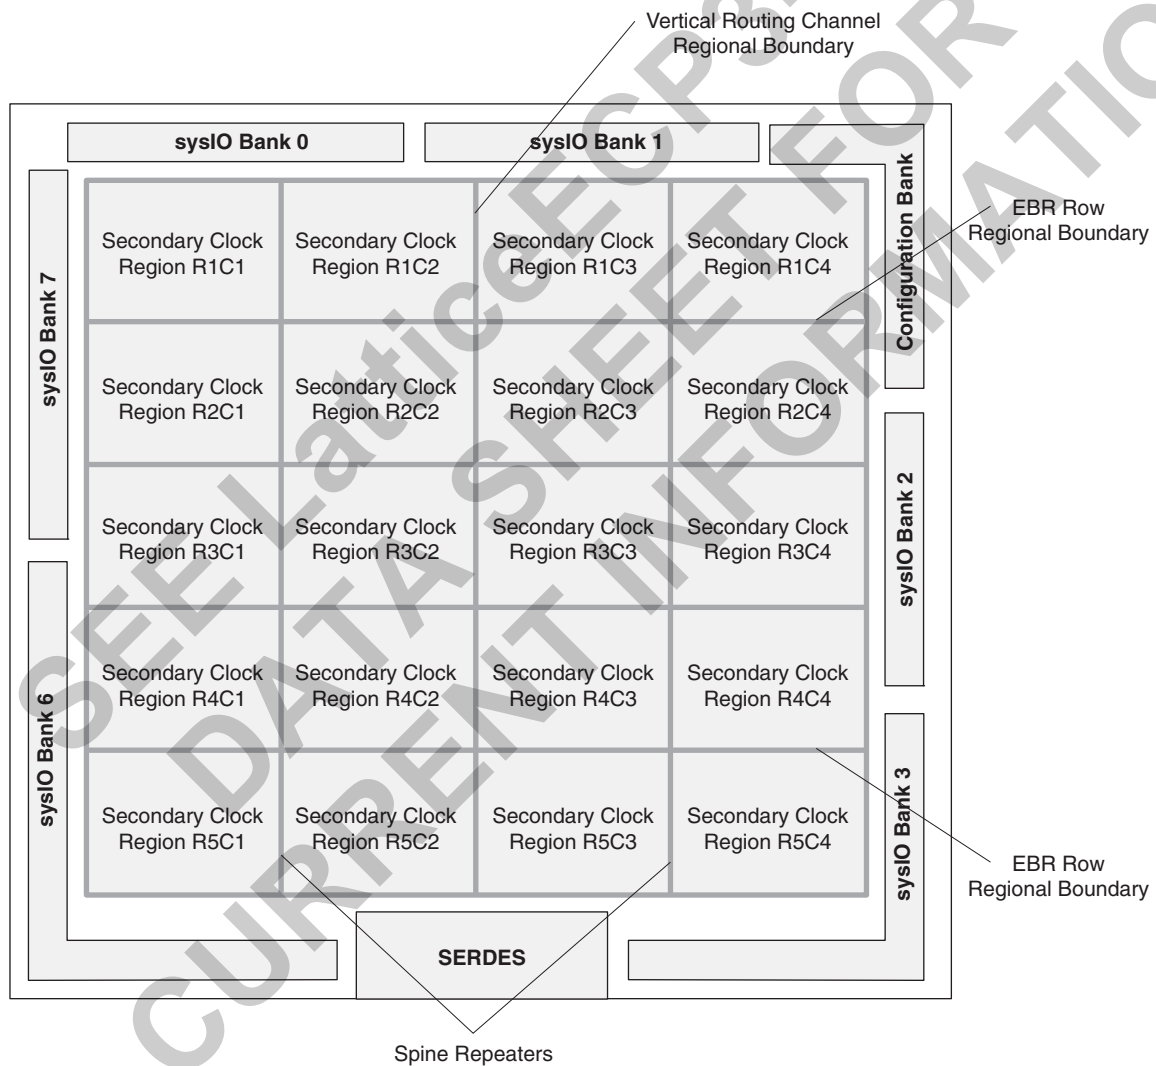 Vertical Routing Channel
Regional Boundary
sysIO Bank 0
sysIO Bank 1
Configuration Bank
sysIO Bank 7
EBR Row
Regional Boundary
Secondary Clock
Region R1C1
Secondary Clock
Region R1C2
Secondary Clock
Region R1C3
Secondary Clock
Region R1C4
Secondary Clock
Region R2C1
Secondary Clock
Region R2C2
Secondary Clock
Region R2C3
Secondary Clock
Region R2C4
sysIO Bank 2
Secondary Clock
Region R3C1
Secondary Clock
Region R3C2
Secondary Clock
Region R3C3
Secondary Clock
Region R3C4
sysIO Bank 6
Secondary Clock
Region R4C1
Secondary Clock
Region R4C2
Secondary Clock
Region R4C3
Secondary Clock
Region R4C4
sysIO Bank 3
Secondary Clock
Region R5C1
Secondary Clock
Region R5C2
Secondary Clock
Region R5C3
Secondary Clock
Region R5C4
EBR Row
Regional Boundary
SERDES
Spine Repeaters
SEE LatticeECP3
DATA SHEET FOR
CURRENT INFORMATIO